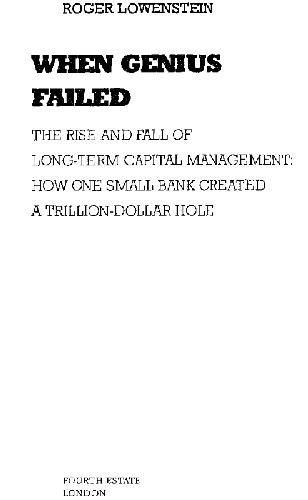 ROGER LOWENSTEIN
WHEN GENIUS
FAILED
THE RISE AND FALL OF
LONG-TERM CAPITAL MANAGEMENT:
HOW ONE SMALL BANK CREATED
A TRILLION-DOLLAR HOLE
FOURTH ESTATE
LONDON